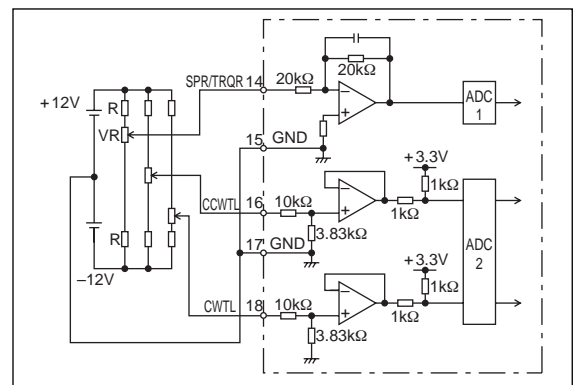 SPR/TRQR 14
20kΩ
20kΩ
ADC
1
+12V
R
VR
15 GND
+3.3V
1kΩ
CCWTL 16
10kΩ
1kΩ
3.83kΩ
ADC
2
17 GND
R
–12V
+3.3V
1kΩ
CWTL 18
10kΩ
1kΩ
3.83kΩ